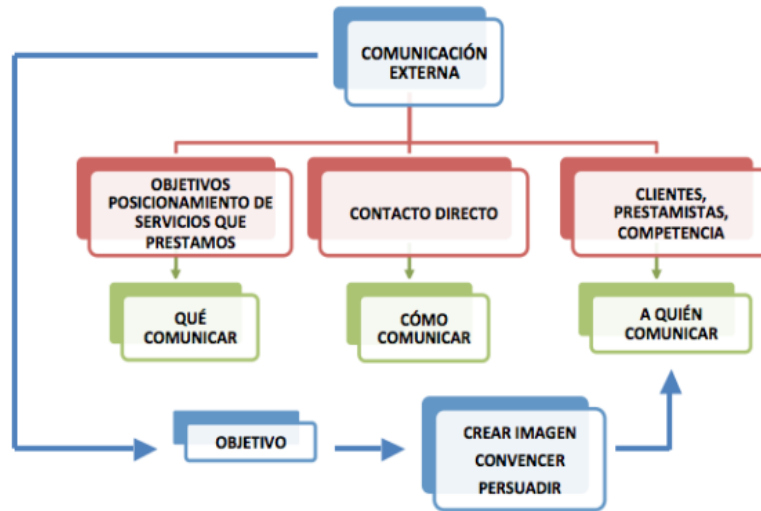 COMUNICACIÓN
EXTERNA
OBJETIVOS
POSICIONAMIENTO DE
SERVICIOS QUE
PRESTAMOS
CONTACTO DIRECTO
CLIENTES,
PRESTAMISTAS,
COMPETENCIA
QUÉ
COMUNICAR
CÓMO
COMUNICAR
A QUIÉN
COMUNICAR
OBJETIVO
CREAR IMAGEN
CONVENCER
PERSUADIR